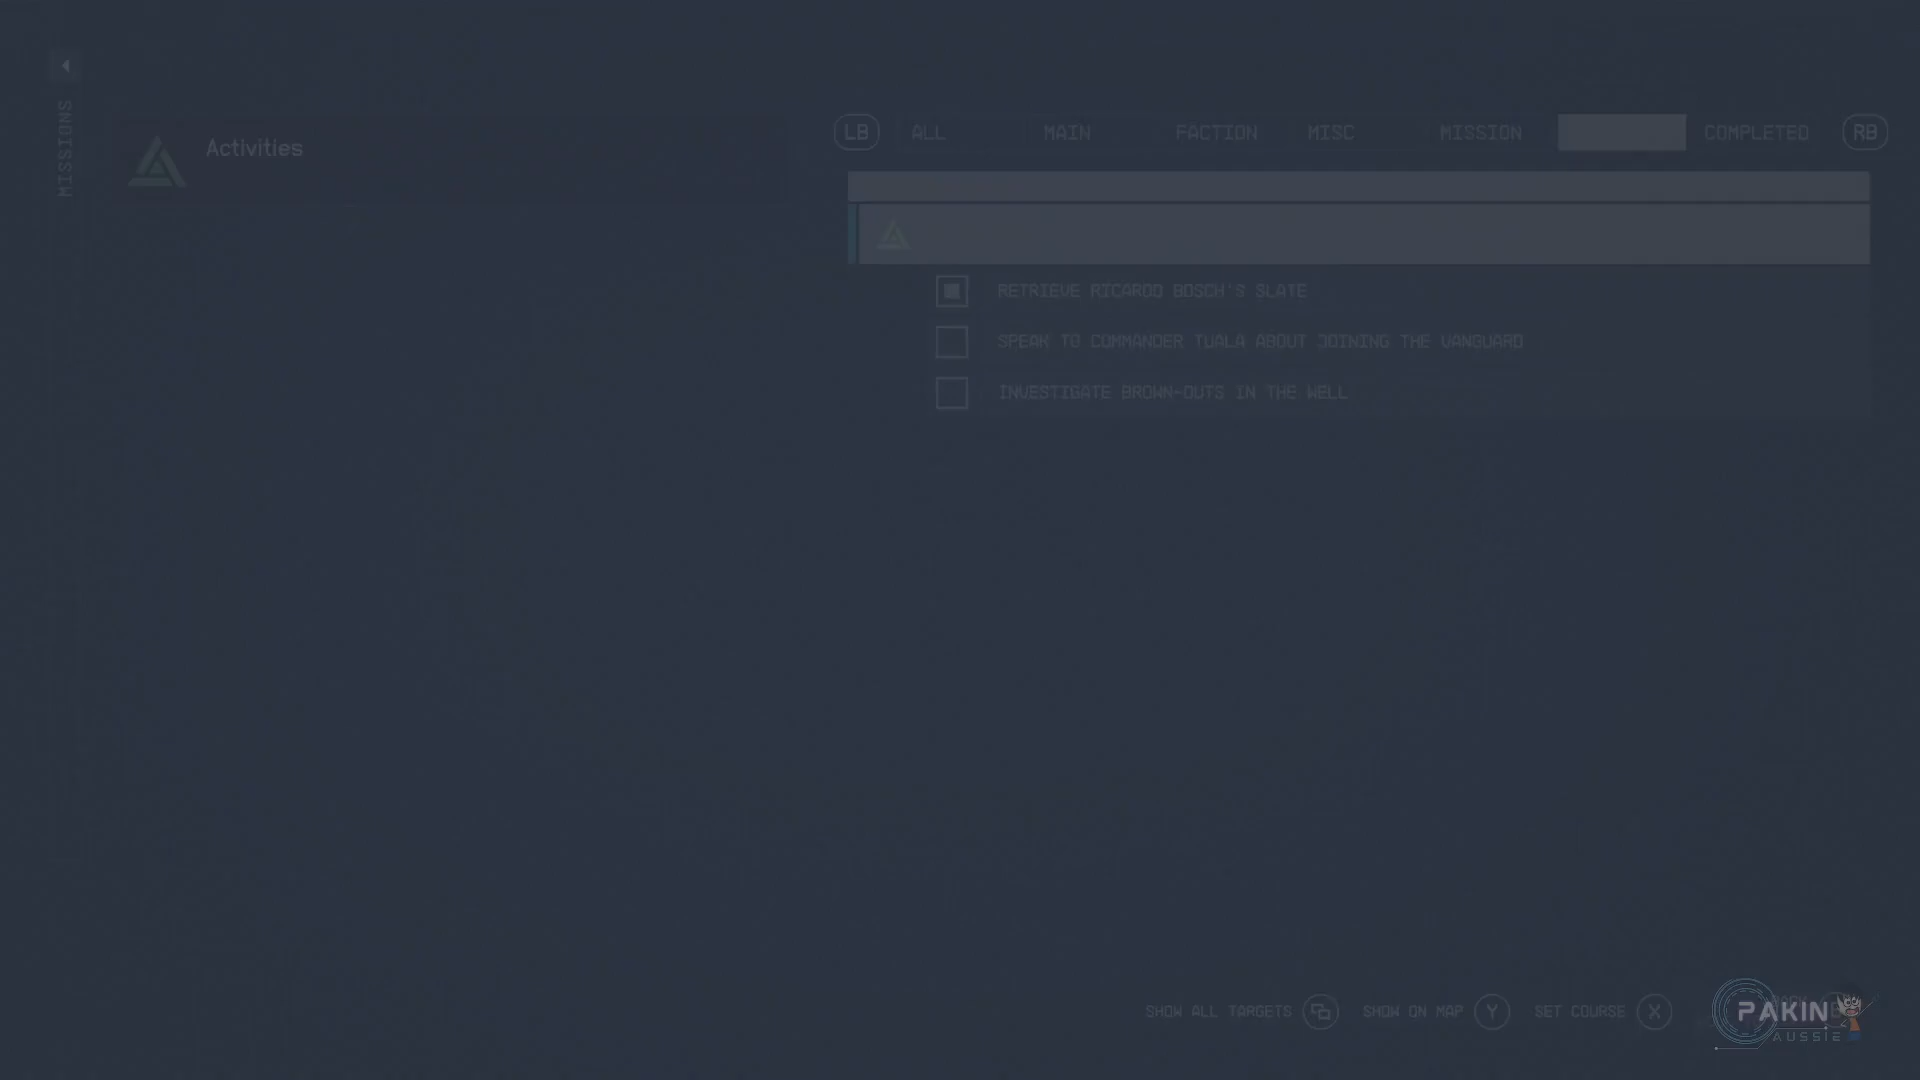 MISSIONS
Activities
LB ALL MAIN FACTION MISC MISSION COMPLETED RB
RETRIEVE RICARDO BOSCH'S SLATE
SPEAK TO COMMANDER TUALA ABOUT JOINING THE VANGUARD
INVESTIGATE BROWN-OUTS IN THE WELL
SHOW ALL TARGETS SHOW ON MAP Y SET COURSE X
PAKIN
AUSSIE